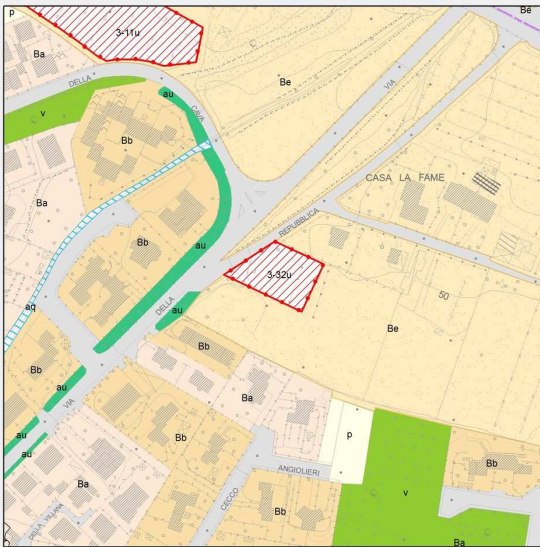 p
Be
3-11u
Ba
DELLA
v
au
CAVA
Be
VIA
Bb
Ba
CASA LA FAME
REPUBBLICA
Bb
au
3-32u
50
aq
DELLA
au
Be
Bb
Bb
au
Ba
VIA
au
Bb
p
au
ANGIOLIERI
Bb
Ba
CECCO
v
DELLA VILLANA
Bb
Ba